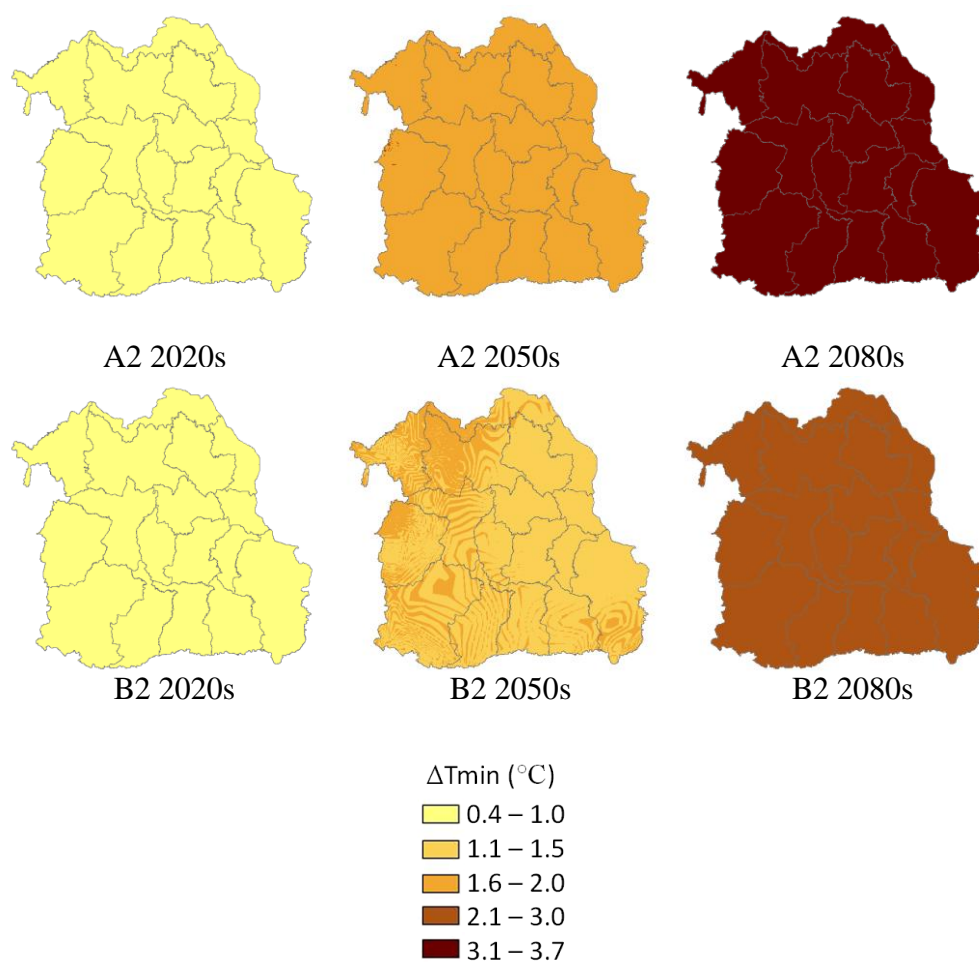 A2 2020s
A2 2050s
A2 2080s
B2 2020s
B2 2050s
B2 2080s
ΔTmin (°C)
0.4 – 1.0
1.1 – 1.5
1.6 – 2.0
2.1 – 3.0
3.1 – 3.7